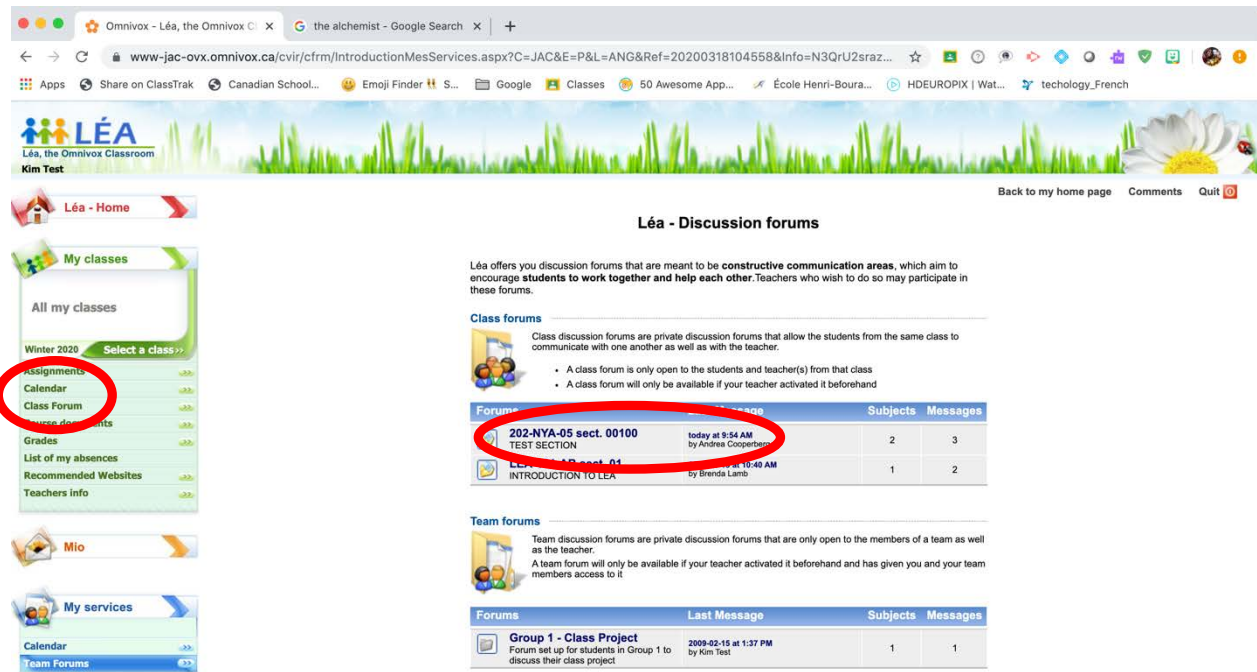 Omnivox - Léa, the Omnivox C
the alchemist - Google Search
www-jac-ovx.omnivox.ca/cvir/cfrm/IntroductionMesServices.aspx?C=JAC&E=P&L=ANG&Ref=20200318104558&Info=N3QrU2sraz...
Apps Share on ClassTrak Canadian School... Emoji Finder S... Google Classes 50 Awesome App... École Henri-Boura... HDEUROPIX | Wat... techology_French
LÉA
Léa, the Omnivox Classroom
Kim Test
Back to my home page Comments Quit
Léa - Home
My classes
All my classes
Winter 2020 Select a class
Assignments
Calendar
Class Forum
Grades
List of my absences
Recommended Websites
Teachers info
Mio
My services
Calendar
Team Forums
Léa - Discussion forums
Léa offers you discussion forums that are meant to be constructive communication areas, which aim to
encourage students to work together and help each other.Teachers who wish to do so may participate in
these forums.
Class forums
Class discussion forums are private discussion forums that allow the students from the same class to
communicate with one another as well as with the teacher.
• A class forum is only open to the students and teacher(s) from that class
• A class forum will only be available if your teacher activated it beforehand
Forums Message Subjects Messages
202-NYA-05 sect. 00100 today at 9:54 AM 2 3
TEST SECTION by Andrea Cooperberg
sect. 01 at 10:40 AM 1 2
INTRODUCTION TO LEA by Brenda Lamb
Team forums
Team discussion forums are private discussion forums that are only open to the members of a team as well
as the teacher.
A team forum will only be available if your teacher activated it beforehand and has given you and your team
members access to it
Forums Last Message Subjects Messages
Group 1 - Class Project 2009-02-15 at 1:37 PM 1 1
Forum set up for students in Group 1 to by Kim Test
discuss their class project